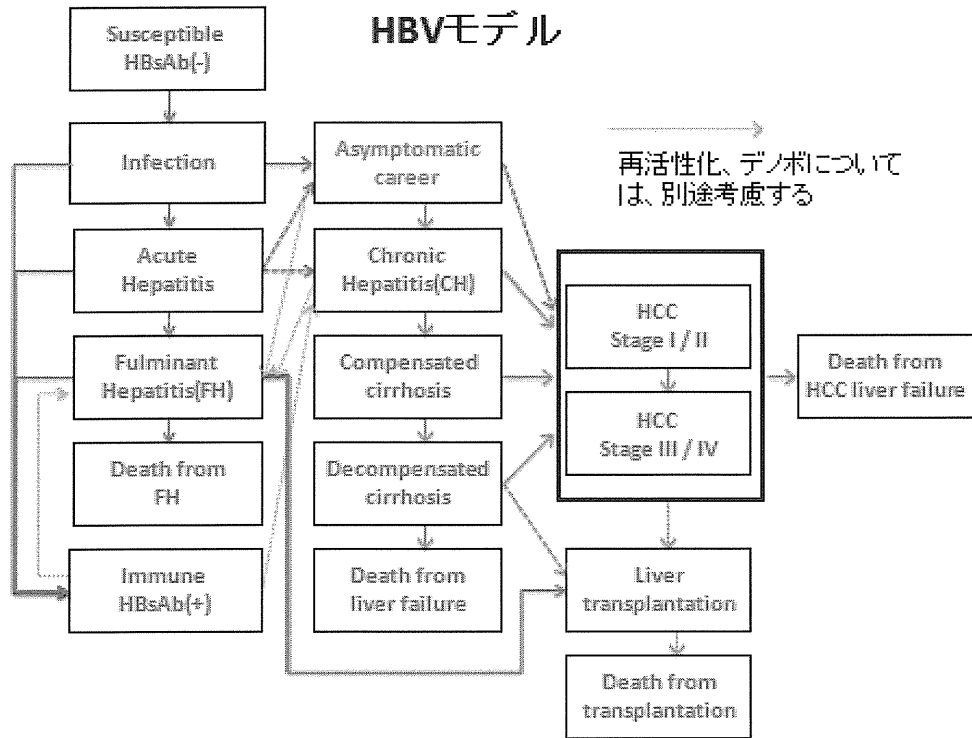 HBVモデル
Susceptible
HBsAb(-)
Infection
Acute
Hepatitis
Fulminant
Hepatitis(FH)
Death from
FH
Immune
HBsAb(+)
Asymptomatic
career
Chronic
Hepatitis(CH)
Compensated
cirrhosis
Decompensated
cirrhosis
Death from
liver failure
再活性化、デノボについて
は、別途考慮する
HCC
Stage I / II
HCC
Stage III / IV
Death from
HCC liver failure
Liver
transplantation
Death from
transplantation